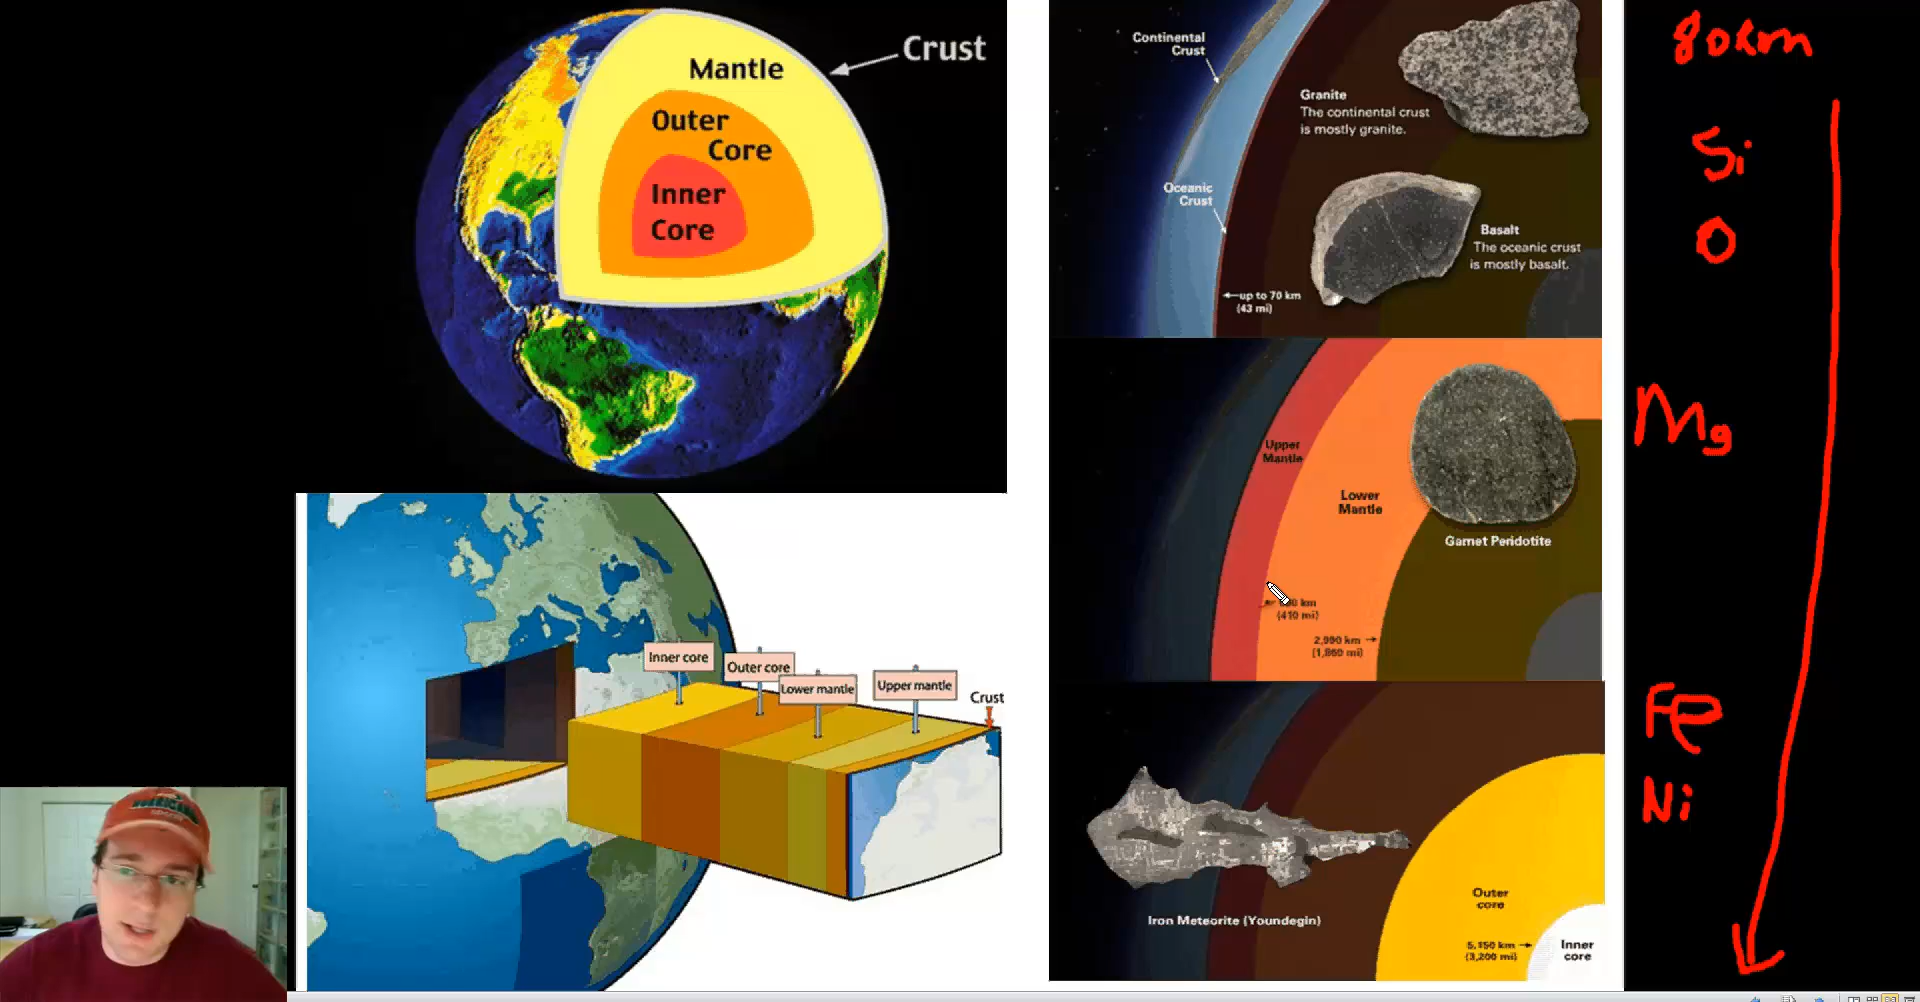 Crust
Mantle
Outer
Core
Inner
Core
Inner core
Outer core
Lower mantle
Upper mantle
Crust
Continental
Crust
Granite
The continental crust
is mostly granite.
Oceanic
Crust
Basalt
The oceanic crust
is mostly basalt.
up to 70 km
(43 mi)
Upper
Mantle
Lower
Mantle
Garnet Peridotite
km
(410 mi)
2,990 km
(1,860 mi)
Iron Meteorite (Youndegin)
Outer
core
5,150 km
(3,200 mi)
Inner
core
80km
Si
O
Mg
Fe
Ni